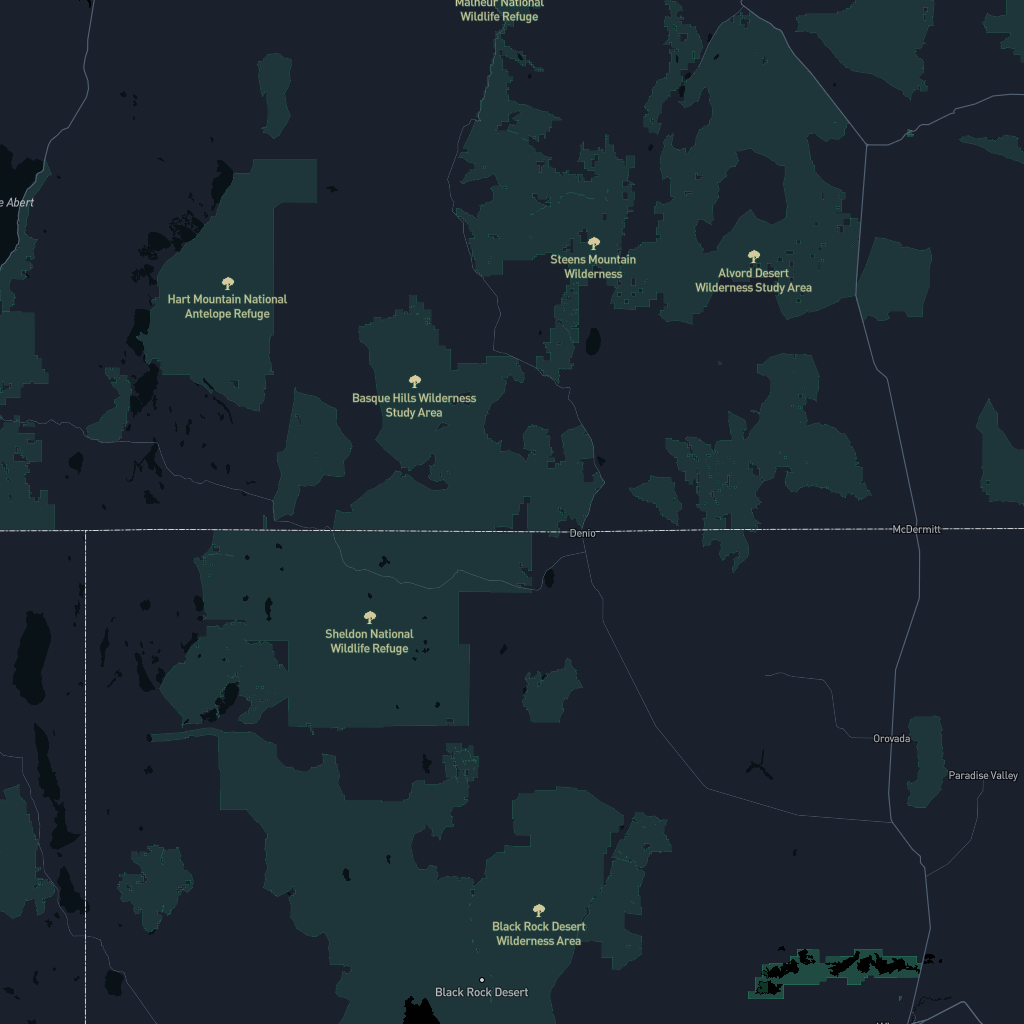 Malheur National
Wildlife Refuge
Abert
Steens Mountain
Wilderness
Alvord Desert
Wilderness Study Area
Hart Mountain National
Antelope Refuge
Basque Hills Wilderness
Study Area
Denio
McDermitt
Sheldon National
Wildlife Refuge
Orovada
Paradise Valley
Black Rock Desert
Wilderness Area
Black Rock Desert